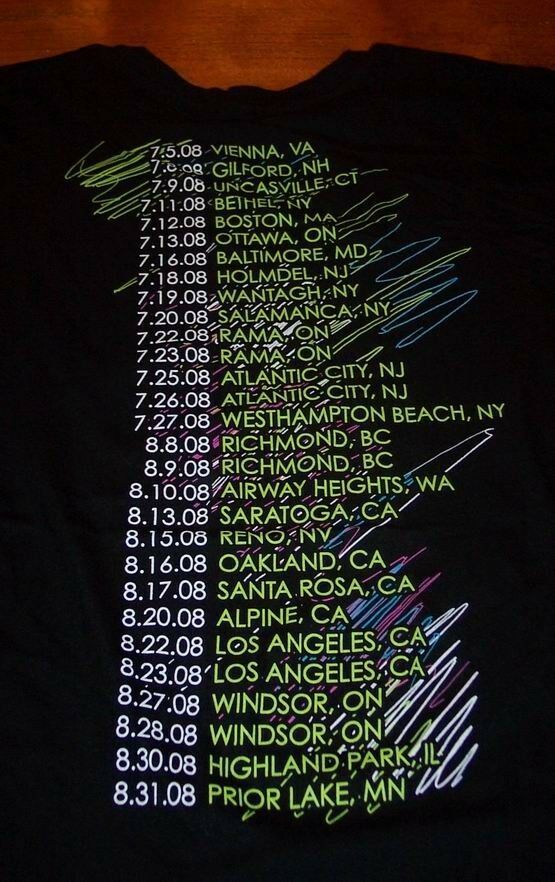 7.5.08 VIENNA, VA
7.8.08 GILFORD, NH
7.9.08 UNCASVILLE, CT
7.11.08 BETHEL, NY
7.12.08 BOSTON, MA
7.13.08 OTTAWA, ON
7.16.08 BALTIMORE, MD
7.18.08 HOLMDEL, NJ
7.19.08 WANTAGH, NY
7.20.08 SALAMANCA, NY
7.22.08 RAMA, ON
7.23.08 RAMA, ON
7.25.08 ATLANTIC CITY, NJ
7.26.08 ATLANTIC CITY, NJ
7.27.08 WESTHAMPTON BEACH, NY
8.8.08 RICHMOND, BC
8.9.08 RICHMOND, BC
8.10.08 AIRWAY HEIGHTS, WA
8.13.08 SARATOGA, CA
8.15.08 RENO, NV
8.16.08 OAKLAND, CA
8.17.08 SANTA ROSA, CA
8.20.08 ALPINE, CA
8.22.08 LOS ANGELES, CA
8.23.08 LOS ANGELES, CA
8.27.08 WINDSOR, ON
8.28.08 WINDSOR, ON
8.30.08 HIGHLAND PARK, IL
8.31.08 PRIOR LAKE, MN